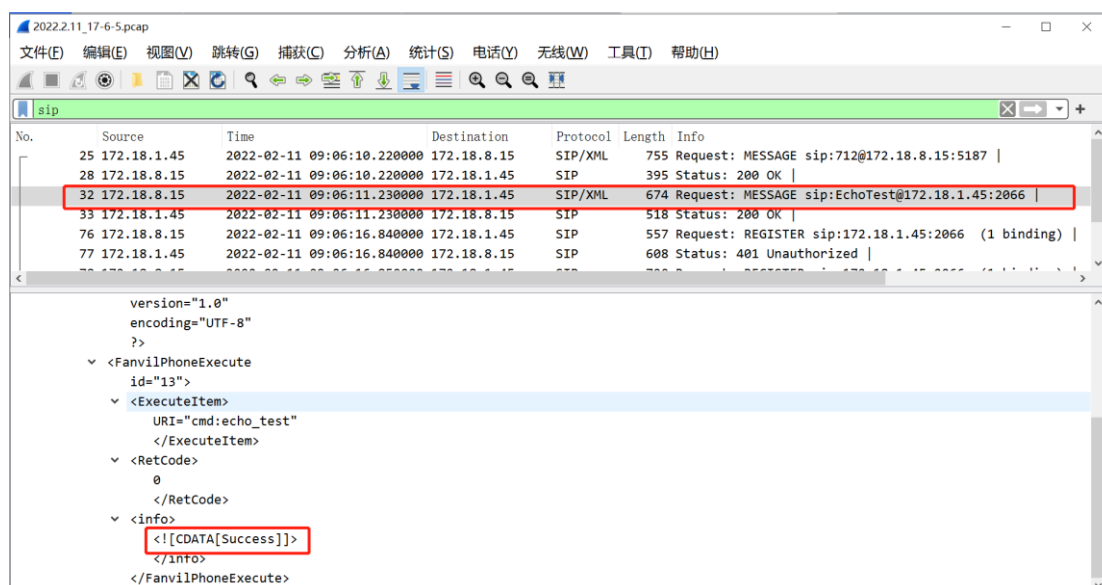 2022.2.11_17-6-5.pcap
文件(F) 编辑(E) 视图(V) 跳转(G) 捕获(C) 分析(A) 统计(S) 电话(Y) 无线(W) 工具(T) 帮助(H)
sip
No. Source Time Destination Protocol Length Info
25 172.18.1.45 2022-02-11 09:06:10.220000 172.18.8.15 SIP/XML 755 Request: MESSAGE sip:712@172.18.8.15:5187 |
28 172.18.8.15 2022-02-11 09:06:10.220000 172.18.1.45 SIP 395 Status: 200 OK |
32 172.18.8.15 2022-02-11 09:06:11.230000 172.18.1.45 SIP/XML 674 Request: MESSAGE sip:EchoTest@172.18.1.45:2066 |
33 172.18.1.45 2022-02-11 09:06:11.230000 172.18.8.15 SIP 518 Status: 200 OK |
76 172.18.8.15 2022-02-11 09:06:16.840000 172.18.1.45 SIP 557 Request: REGISTER sip:172.18.1.45:2066 (1 binding) |
77 172.18.1.45 2022-02-11 09:06:16.840000 172.18.8.15 SIP 608 Status: 401 Unauthorized |
version="1.0"
encoding="UTF-8"
?>
<FanvilPhoneExecute
id="13">
<ExecuteItem>
URI="cmd:echo_test"
</ExecuteItem>
<RetCode>
0
</RetCode>
<info>
<![CDATA[Success]]>
</info>
</FanvilPhoneExecute>